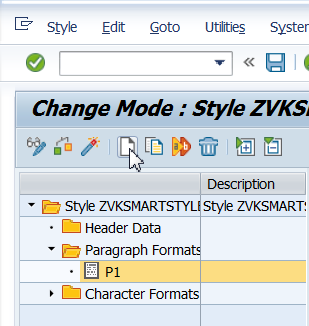 Style Edit Goto Utilities System
Change Mode : Style ZVKSM
Description
Style ZVKSMARTSTYLE Style ZVKSMARTS
Header Data
Paragraph Formats
P1
Character Formats